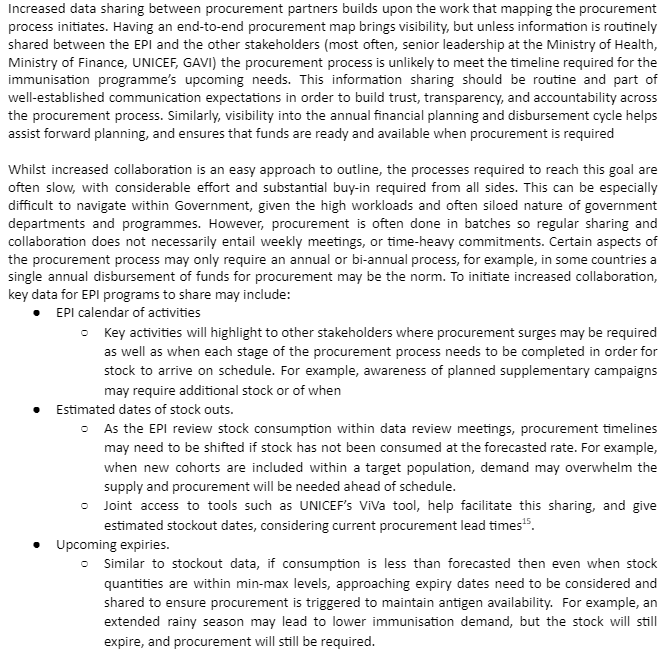 Increased data sharing between procurement partners builds upon the work that mapping the procurement
process initiates. Having an end-to-end procurement map brings visibility, but unless information is routinely
shared between the EPI and the other stakeholders (most often, senior leadership at the Ministry of Health,
Ministry of Finance, UNICEF, GAVI) the procurement process is unlikely to meet the timeline required for the
immunisation programme's upcoming needs. This information sharing should be routine and part of
well-established communication expectations in order to build trust, transparency, and accountability across
the procurement process. Similarly, visibility into the annual financial planning and disbursement cycle helps
assist forward planning, and ensures that funds are ready and available when procurement is required
Whilst increased collaboration is an easy approach to outline, the processes required to reach this goal are
often slow, with considerable effort and substantial buy-in required from all sides. This can be especially
difficult to navigate within Government, given the high workloads and often siloed nature of government
departments and programmes. However, procurement is often done in batches so regular sharing and
collaboration does not necessarily entail weekly meetings, or time-heavy commitments. Certain aspects of
the procurement process may only require an annual or bi-annual process, for example, in some countries a
single annual disbursement of funds for procurement may be the norm. To initiate increased collaboration,
key data for EPI programs to share may include:
● EPI calendar of activities
○ Key activities will highlight to other stakeholders where procurement surges may be required
as well as when each stage of the procurement process needs to be completed in order for
stock to arrive on schedule. For example, awareness of planned supplementary campaigns
may require additional stock or of when
● Estimated dates of stock outs.
○ As the EPI review stock consumption within data review meetings, procurement timelines
may need to be shifted if stock has not been consumed at the forecasted rate. For example,
when new cohorts are included within a target population, demand may overwhelm the
supply and procurement will be needed ahead of schedule.
○ Joint access to tools such as UNICEF's ViVa tool, help facilitate this sharing, and give
estimated stockout dates, considering current procurement lead times¹⁵.
● Upcoming expiries.
○ Similar to stockout data, if consumption is less than forecasted then even when stock
quantities are within min-max levels, approaching expiry dates need to be considered and
shared to ensure procurement is triggered to maintain antigen availability. For example, an
extended rainy season may lead to lower immunisation demand, but the stock will still
expire, and procurement will still be required.